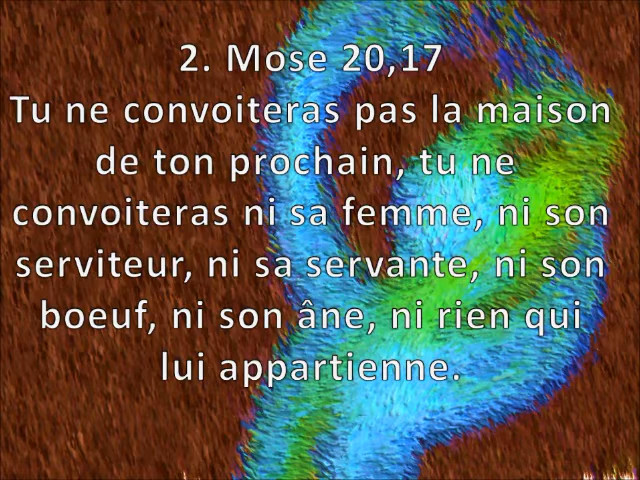 2. Mose 20,17
Tu ne convoiteras pas la maison
de ton prochain, tu ne
convoiteras ni sa femme, ni son
serviteur, ni sa servante, ni son
boeuf, ni son âne, ni rien qui
lui appartienne.